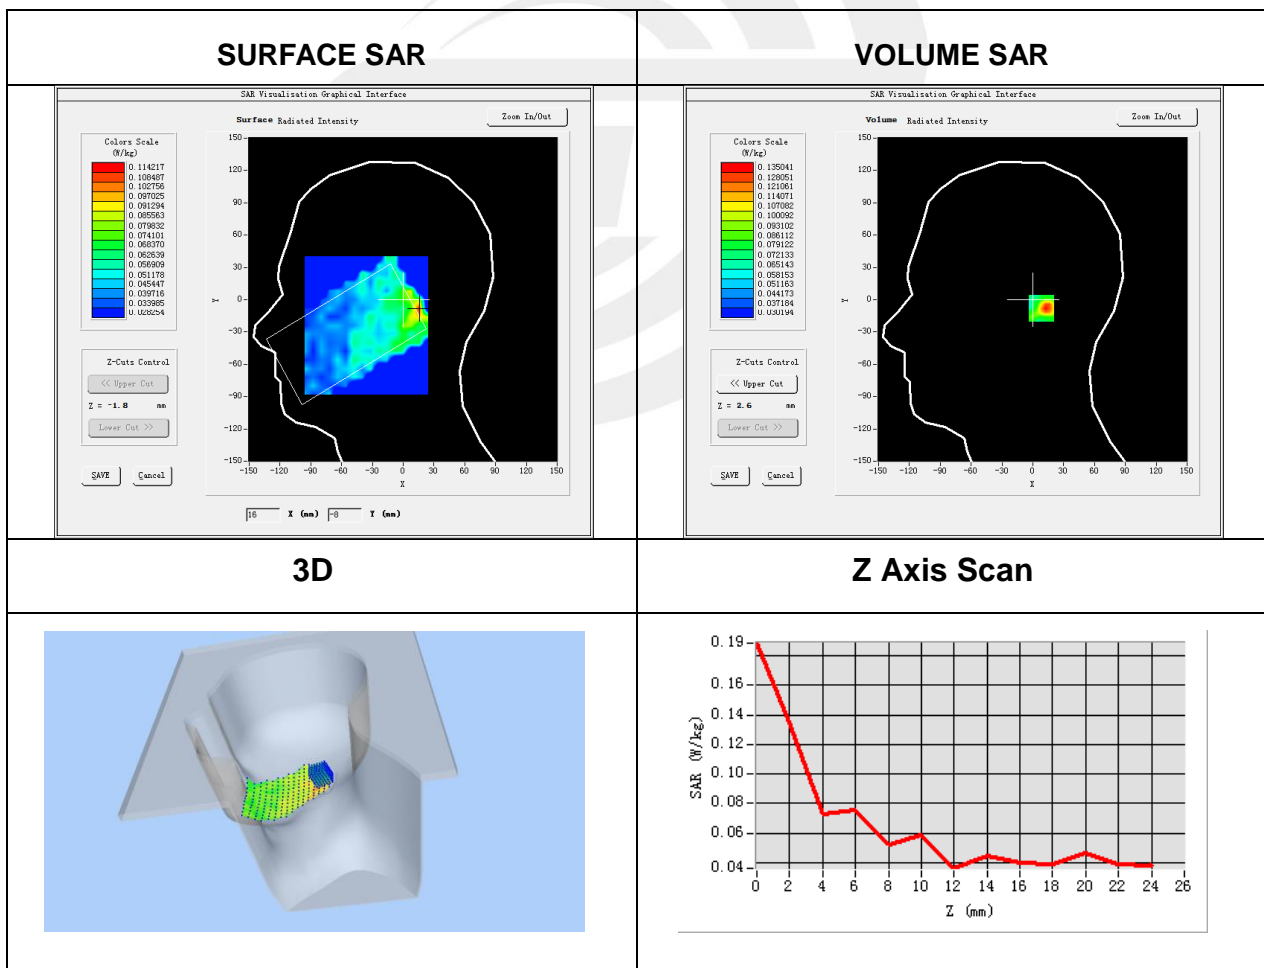 SURFACE SAR
VOLUME SAR
SAR Visualisation Graphical Interface
Surface Radiated Intensity
Zoom In/Out
Colors Scale
(W/kg)
0.114217
0.108487
0.102756
0.097025
0.091294
0.085563
0.079832
0.074101
0.068370
0.062639
0.056909
0.051178
0.045447
0.039716
0.033985
0.028254
Z-Cuts Control
<< Upper Cut
Z = -1.8 mm
Lower Cut >>
SAVE
Cancel
150
120
90
60
30
0
-30
-60
-90
-120
-150
Y
-150 -120 -90 -60 -30 0 30 60 90 120 150
X
16 X (mm) -8 Y (mm)
SAR Visualisation Graphical Interface
Volume Radiated Intensity
Zoom In/Out
Colors Scale
(W/kg)
0.135041
0.128051
0.121061
0.114071
0.107082
0.100092
0.093102
0.086112
0.079122
0.072133
0.065143
0.058153
0.051163
0.044173
0.037184
0.030194
Z-Cuts Control
<< Upper Cut
Z = 2.6 mm
Lower Cut >>
SAVE
Cancel
150
120
90
60
30
0
-30
-60
-90
-120
-150
Y
-150 -120 -90 -60 -30 0 30 60 90 120 150
X
3D
Z Axis Scan
0.19
0.16
0.14
0.12
0.10
0.08
0.06
0.04
SAR (W/kg)
0 2 4 6 8 10 12 14 16 18 20 22 24 26
Z (mm)